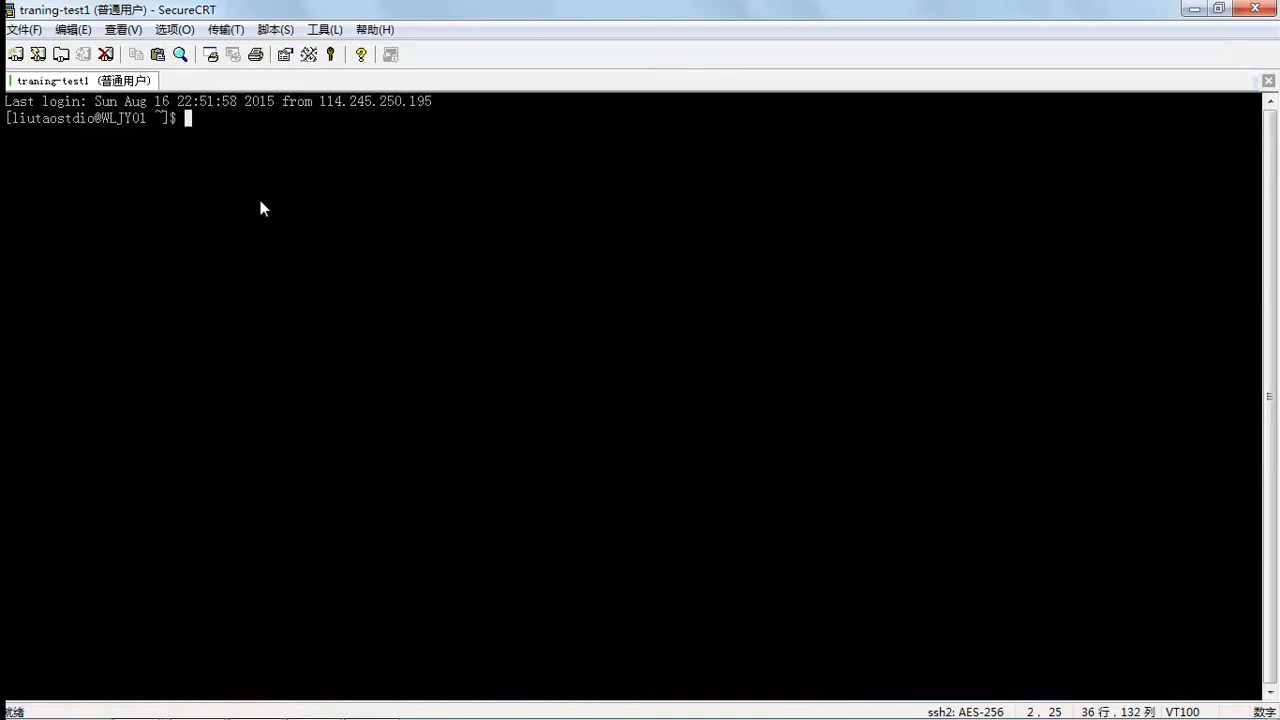 traning-test1 (普通用户) - SecureCRT
文件(F) 编辑(E) 查看(V) 选项(O) 传输(T) 脚本(S) 工具(L) 帮助(H)
traning-test1 (普通用户)
Last login: Sun Aug 16 22:51:58 2015 from 114.245.250.195
[liutaostdio@WLJY01 ~]$
就绪 ssh2: AES-256 2, 25 36 行, 132 列 VT100 数字